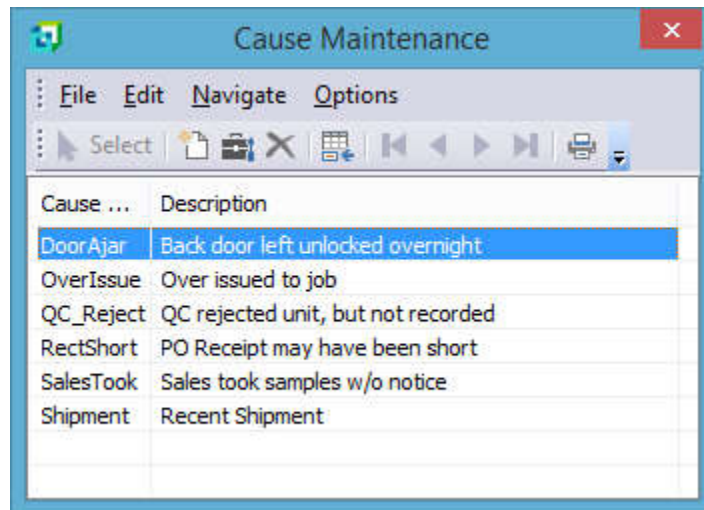 Cause Maintenance
File Edit Navigate Options
Select
Cause ... Description
DoorAjar Back door left unlocked overnight
OverIssue Over issued to job
QC_Reject QC rejected unit, but not recorded
RectShort PO Receipt may have been short
SalesTook Sales took samples w/o notice
Shipment Recent Shipment